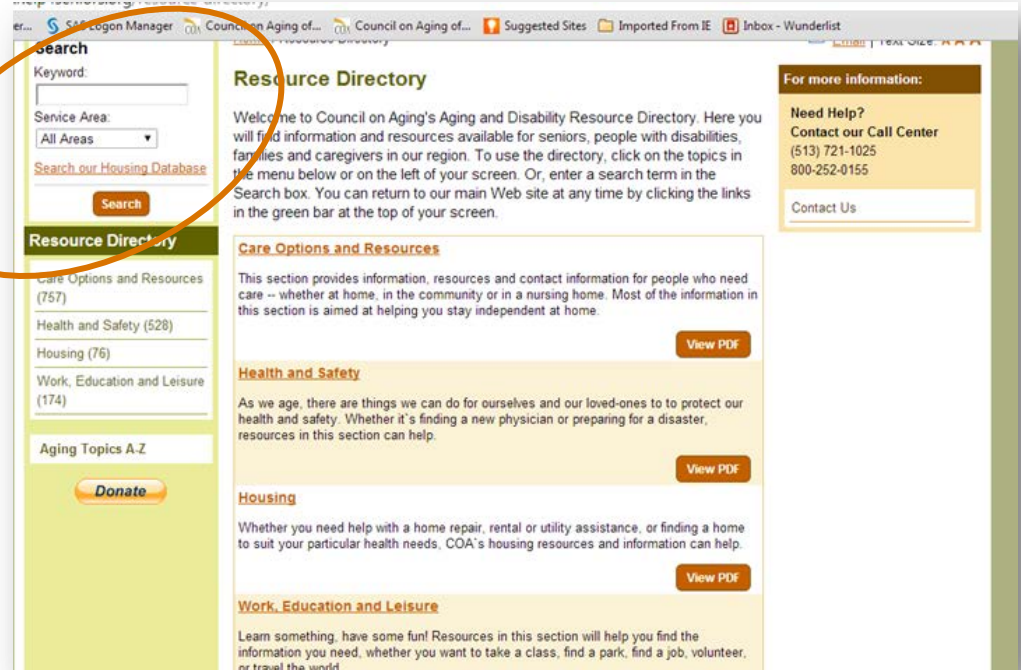 er... SAS Logon Manager Council on Aging of... Council on Aging of... Suggested Sites Imported From IE Inbox - Wunderlist
Search
Keyword:
Service Area:
All Areas
Search our Housing Database
Search
Resource Directory
Care Options and Resources
(757)
Health and Safety (528)
Housing (76)
Work, Education and Leisure
(174)
Aging Topics A-Z
Donate
Home / Resource Directory
Email | Text Size: A A A
Resource Directory
Welcome to Council on Aging's Aging and Disability Resource Directory. Here you
will find information and resources available for seniors, people with disabilities,
families and caregivers in our region. To use the directory, click on the topics in
the menu below or on the left of your screen. Or, enter a search term in the
Search box. You can return to our main Web site at any time by clicking the links
in the green bar at the top of your screen.
Care Options and Resources
This section provides information, resources and contact information for people who need
care -- whether at home, in the community or in a nursing home. Most of the information in
this section is aimed at helping you stay independent at home.
View PDF
Health and Safety
As we age, there are things we can do for ourselves and our loved-ones to to protect our
health and safety. Whether it`s finding a new physician or preparing for a disaster,
resources in this section can help.
View PDF
Housing
Whether you need help with a home repair, rental or utility assistance, or finding a home
to suit your particular health needs, COA`s housing resources and information can help.
View PDF
Work, Education and Leisure
Learn something, have some fun! Resources in this section will help you find the
information you need, whether you want to take a class, find a park, find a job, volunteer,
or travel the world.
For more information:
Need Help?
Contact our Call Center
(513) 721-1025
800-252-0155
Contact Us